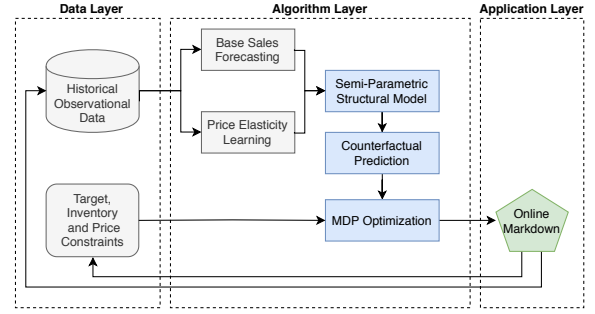 Data Layer
Algorithm Layer
Application Layer
Historical
Observational
Data
Base Sales
Forecasting
Price Elasticity
Learning
Semi-Parametric
Structural Model
Counterfactual
Prediction
Target,
Inventory
and Price
Constraints
MDP Optimization
Online
Markdown